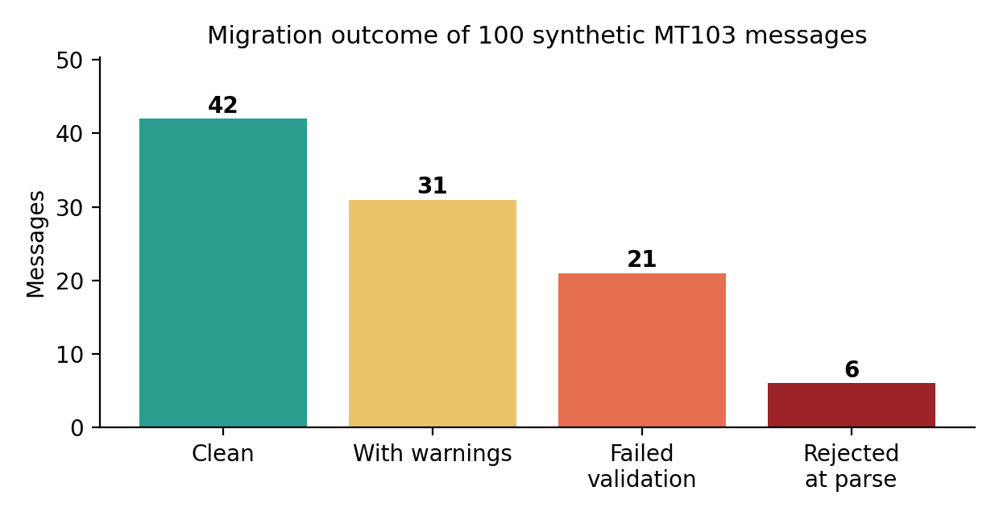 Migration outcome of 100 synthetic MT103 messages
Messages
50
40
30
20
10
0
42
31
21
6
Clean
With warnings
Failed
validation
Rejected
at parse